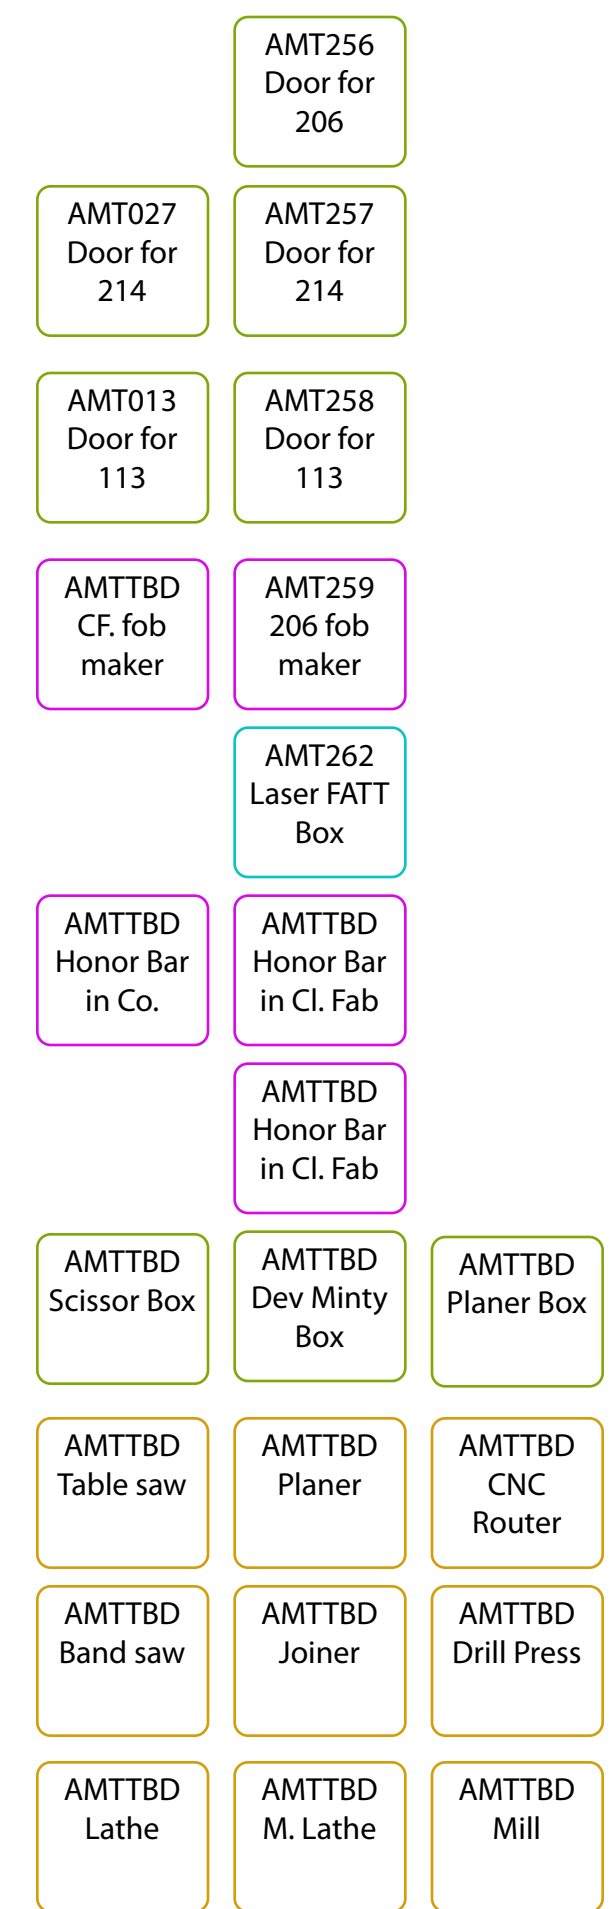 AMT256
Door for
206
AMT027
Door for
214
AMT257
Door for
214
AMT013
Door for
113
AMT258
Door for
113
AMTTBD
CF. fob
maker
AMT259
206 fob
maker
AMT262
Laser FATT
Box
AMTTBD
Honor Bar
in Co.
AMTTBD
Honor Bar
in Cl. Fab
AMTTBD
Honor Bar
in Cl. Fab
AMTTBD
Scissor Box
AMTTBD
Dev Minty
Box
AMTTBD
Planer Box
AMTTBD
Table saw
AMTTBD
Planer
AMTTBD
CNC
Router
AMTTBD
Band saw
AMTTBD
Joiner
AMTTBD
Drill Press
AMTTBD
Lathe
AMTTBD
M. Lathe
AMTTBD
Mill